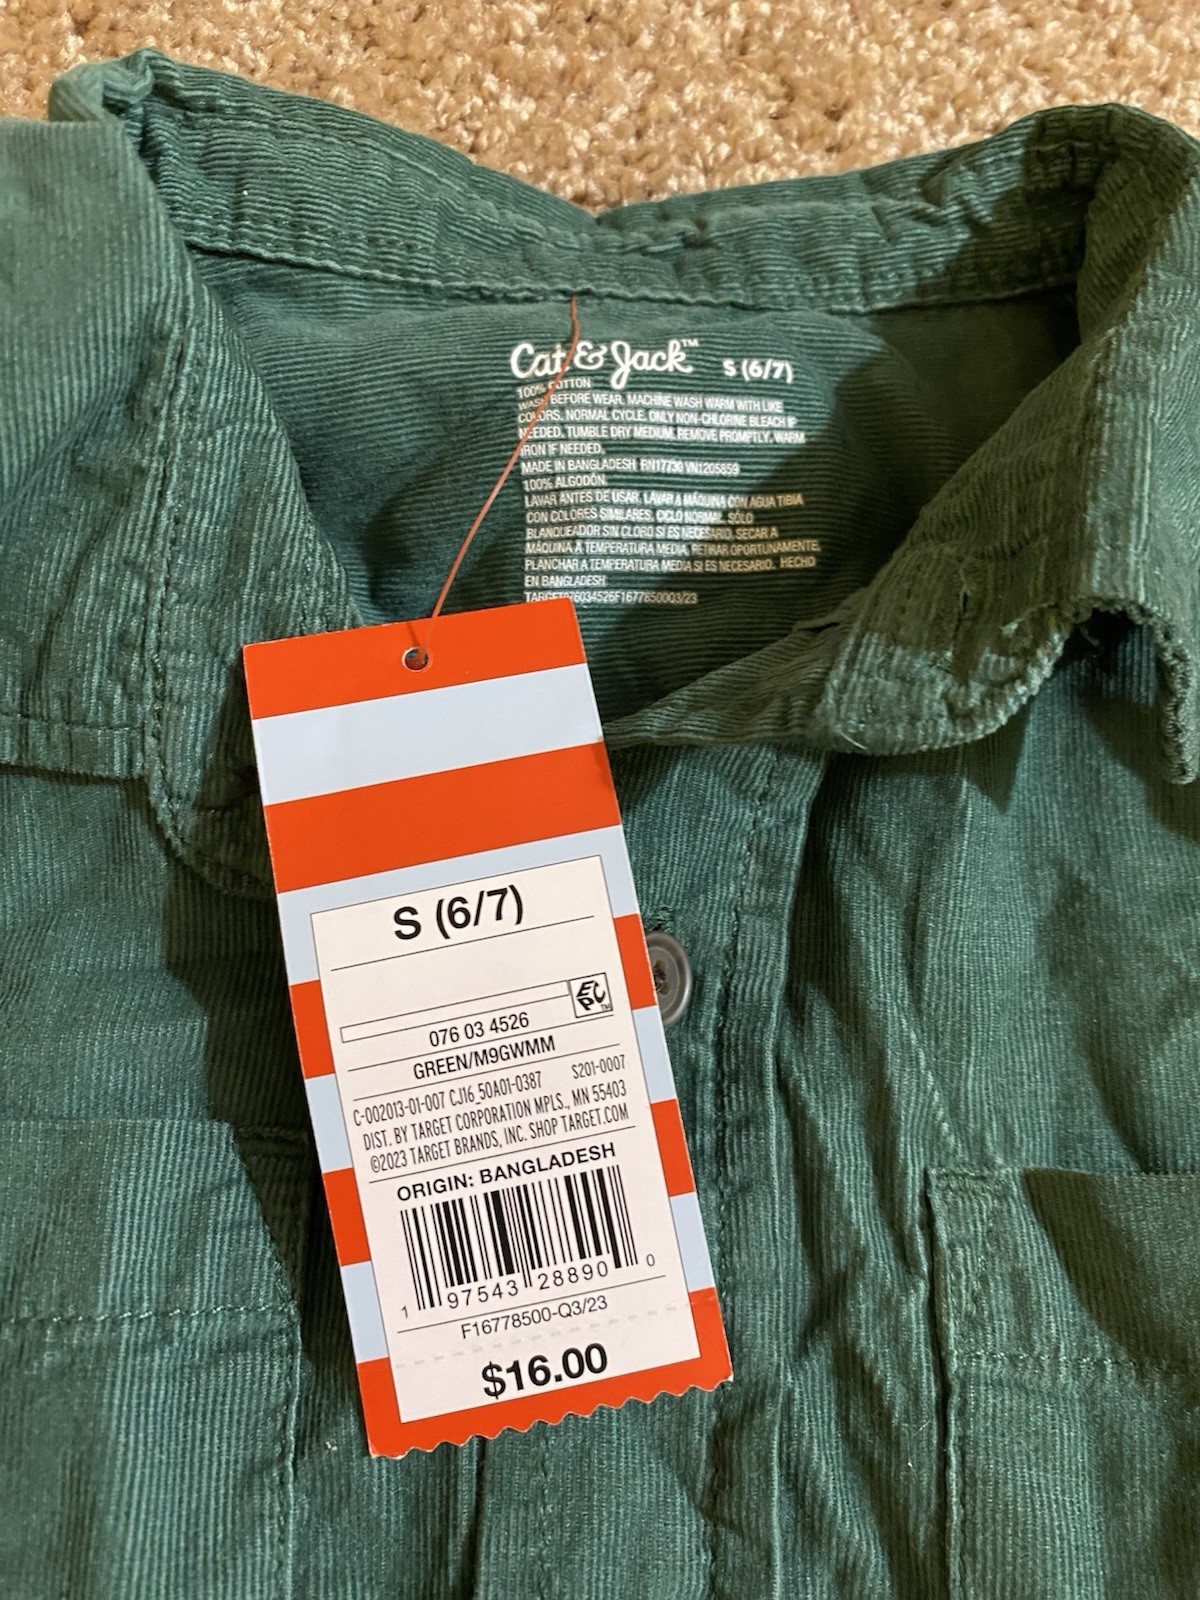 Cat & Jack™ S (6/7)
100% COTTON
WASH BEFORE WEAR. MACHINE WASH WARM WITH LIKE
COLORS. NORMAL CYCLE. ONLY NON-CHLORINE BLEACH IF
NEEDED. TUMBLE DRY MEDIUM. REMOVE PROMPTLY. WARM
IRON IF NEEDED.
MADE IN BANGLADESH RN17730 VN1205859
100% ALGODÓN
LAVAR ANTES DE USAR. LAVAR A MÁQUINA CON AGUA TIBIA
CON COLORES SIMILARES. CICLO NORMAL. SÓLO
BLANQUEADOR SIN CLORO SI ES NECESARIO. SECAR A
MÁQUINA A TEMPERATURA MEDIA. RETIRAR OPORTUNAMENTE.
PLANCHAR A TEMPERATURA MEDIA SI ES NECESARIO. HECHO
EN BANGLADESH
TARGET076034526F16778500Q3/23
S (6/7)
EPC™
076 03 4526
GREEN/M9GWMM
C-002013-01-007 CJ16_50A01-0387 S201-0007
DIST. BY TARGET CORPORATION MPLS., MN 55403
©2023 TARGET BRANDS, INC. SHOP TARGET.COM
ORIGIN: BANGLADESH
1 97543 28890 0
F16778500-Q3/23
$16.00